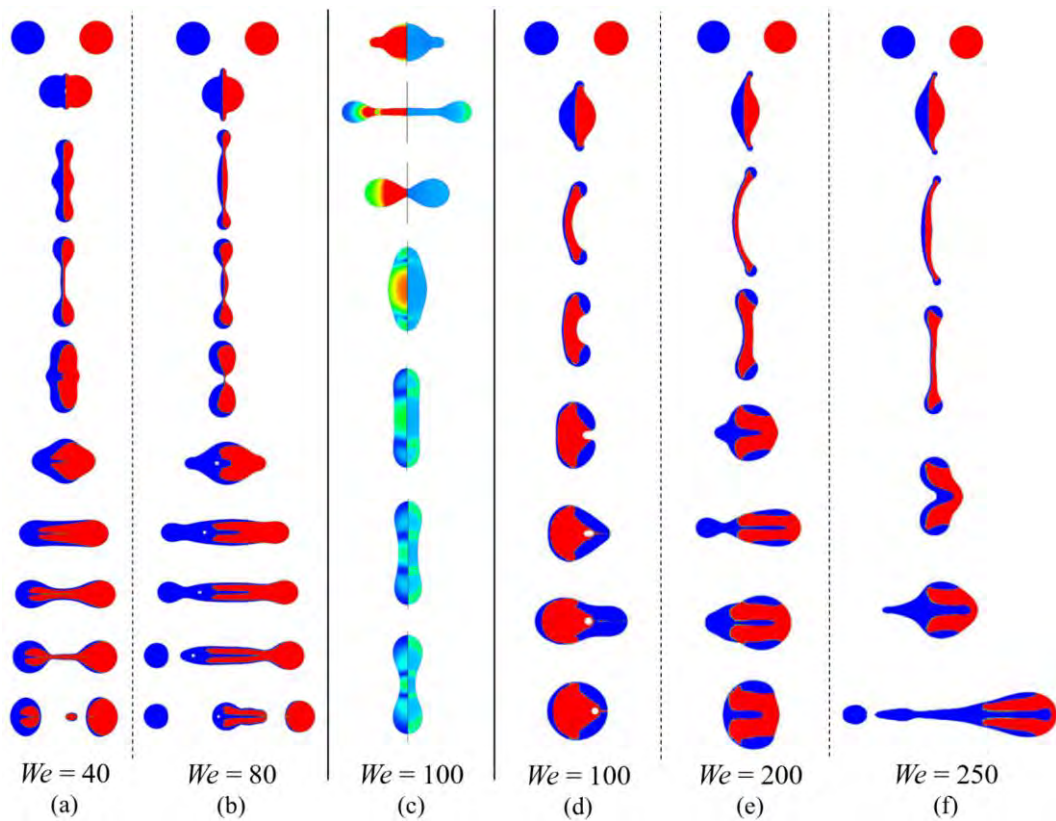 We = 40
We = 80
We = 100
We = 100
We = 200
We = 250
(a)
(b)
(c)
(d)
(e)
(f)